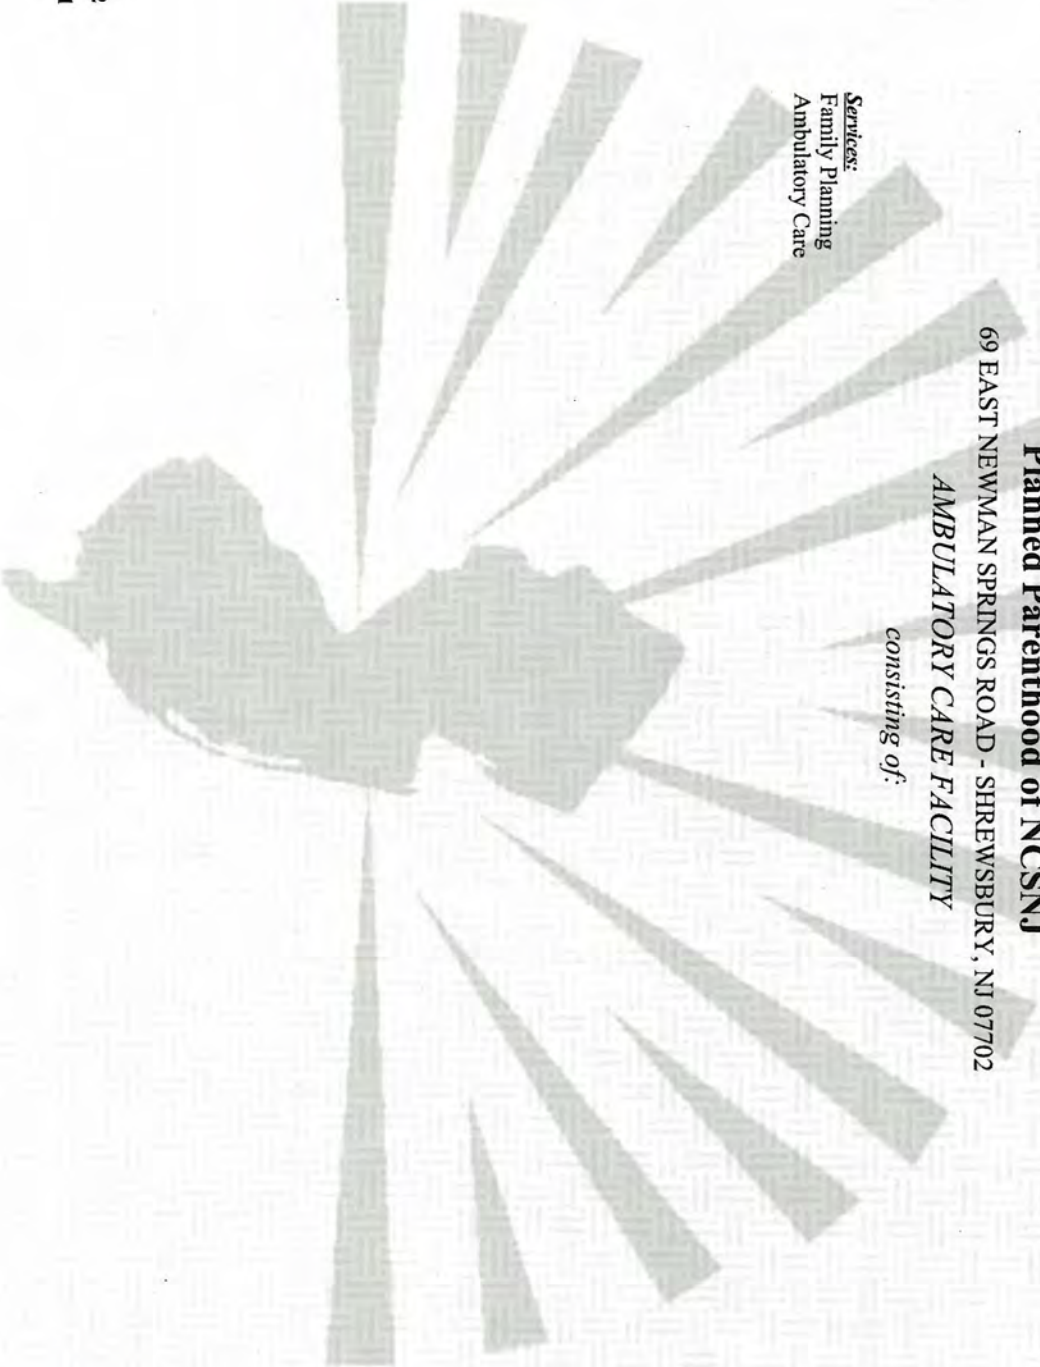 Planned Parenthood of NCSNJ
69 EAST NEWMAN SPRINGS ROAD - SHREWSBURY, NJ 07702
AMBULATORY CARE FACILITY
consisting of:
Services:
Family Planning
Ambulatory Care